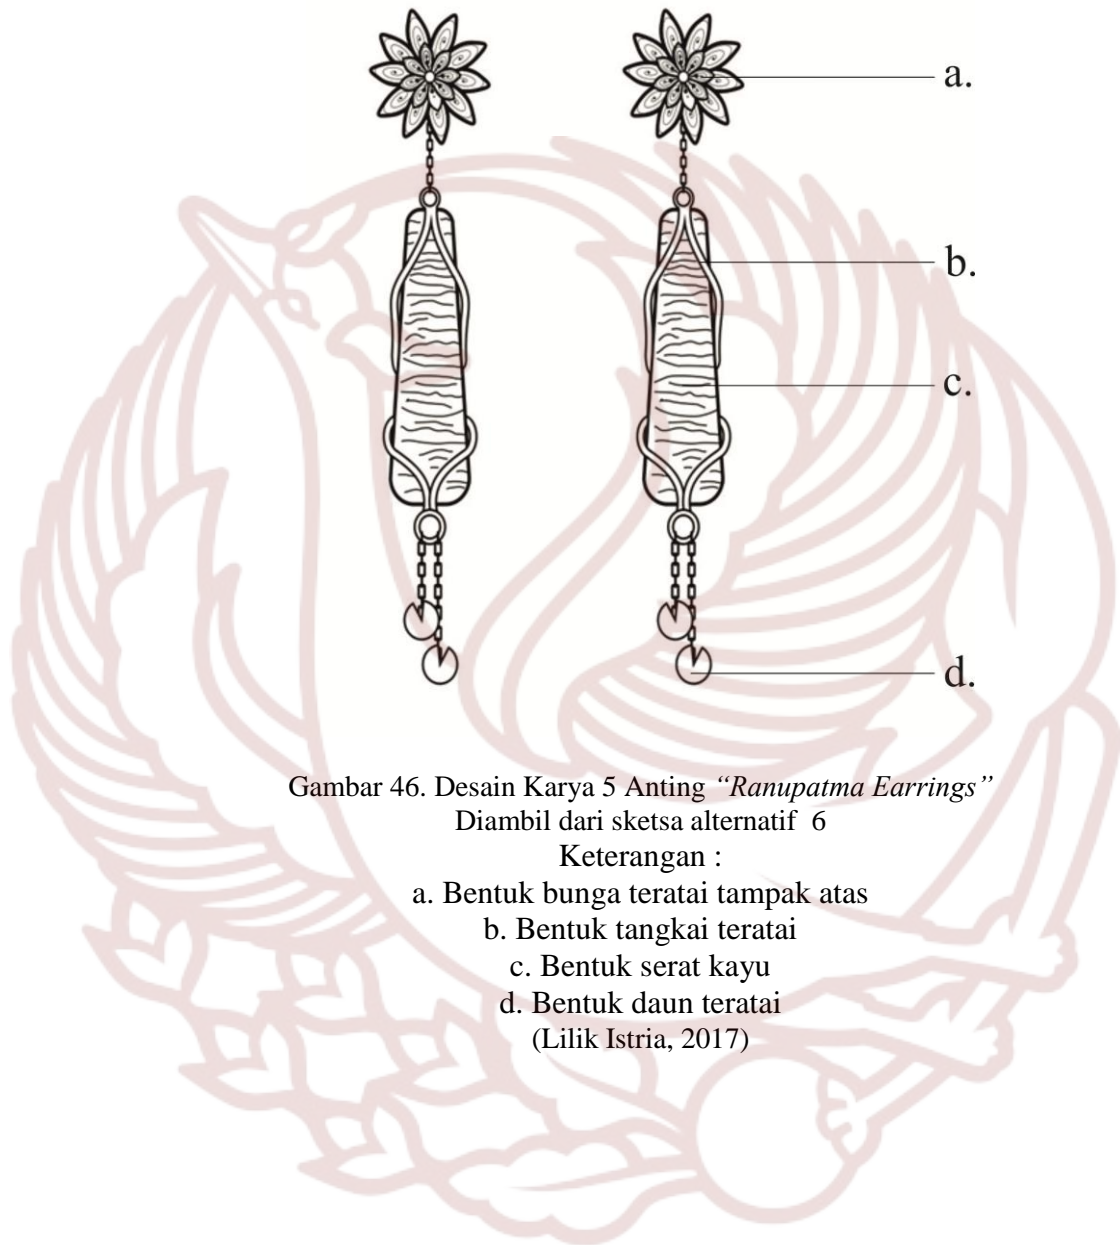 a.
b.
c.
d.
Gambar 46. Desain Karya 5 Anting “Ranupatma Earrings”
Diambil dari sketsa alternatif 6
Keterangan :
a. Bentuk bunga teratai tampak atas
b. Bentuk tangkai teratai
c. Bentuk serat kayu
d. Bentuk daun teratai
(Lilik Istria, 2017)